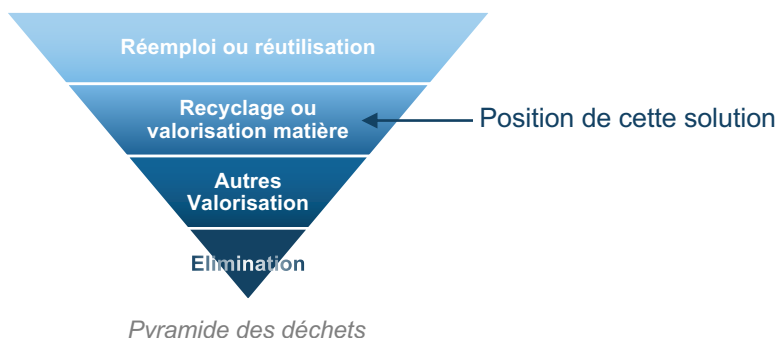 Réemploi ou réutilisation
Recyclage ou
valorisation matière
Position de cette solution
Autres
Valorisation
Elimination
Pyramide des déchets